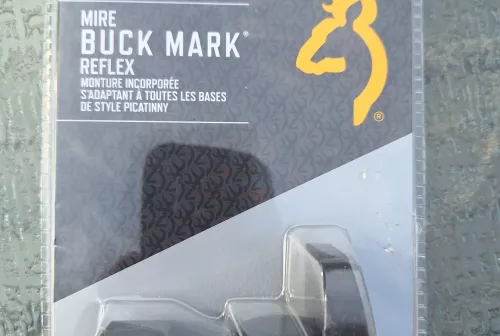 MIRE
BUCK MARK®
REFLEX
MONTURE INCORPORÉE
S'ADAPTANT À TOUTES LES BASES
DE STYLE PICATINNY
®